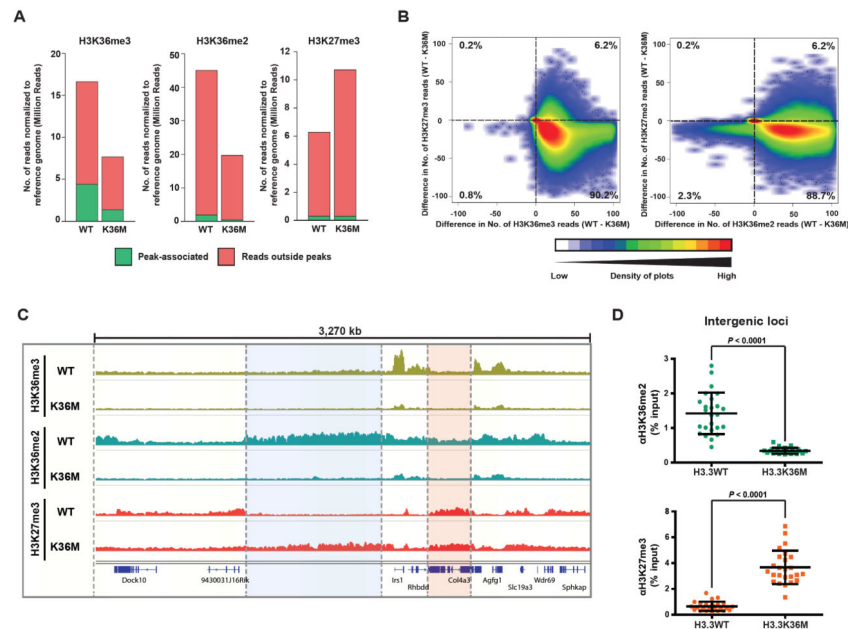 A
H3K36me3
H3K36me2
H3K27me3
No. of reads normalized to
reference genome (Million Reads)
20
15
10
5
0
WT K36M
No. of reads normalized to
reference genome (Million Reads)
50
40
30
20
10
0
WT K36M
No. of reads normalized to
reference genome (Million Reads)
12
10
8
6
4
2
0
WT K36M
Peak-associated
Reads outside peaks
B
Difference in No. of H3K27me3 reads (WT - K36M)
100
50
0
-50
-100
0.2%
6.2%
0.8%
90.2%
-100 -50 0 50 100
Difference in No. of H3K36me3 reads (WT - K36M)
Difference in No. of H3K27me3 reads (WT - K36M)
100
50
0
-50
-100
0.2%
6.2%
2.3%
88.7%
-100 -50 0 50 100
Difference in No. of H3K36me2 reads (WT - K36M)
Low Density of plots High
C
3,270 kb
H3K36me3
WT
K36M
H3K36me2
WT
K36M
H3K27me3
WT
K36M
Dock10
9430031J16Rik
Irs1
Rhbdd
Col4a3
Agfg1
Slc19a3
Wdr69
Sphkap
D
Intergenic loci
P < 0.0001
αH3K36me2
(% input)
3
2
1
0
H3.3WT H3.3K36M
P < 0.0001
αH3K27me3
(% input)
8
6
4
2
0
H3.3WT H3.3K36M